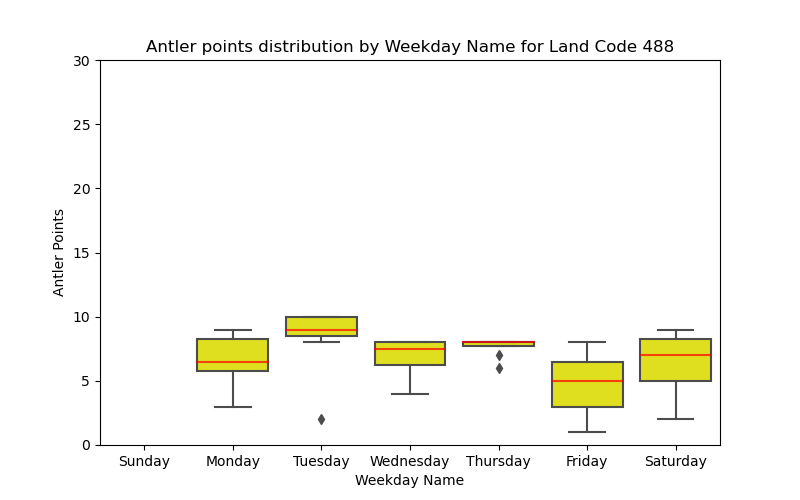 Antler points distribution by Weekday Name for Land Code 488
30
25
20
15
10
5
0
Antler Points
Sunday Monday Tuesday Wednesday Thursday Friday Saturday
Weekday Name